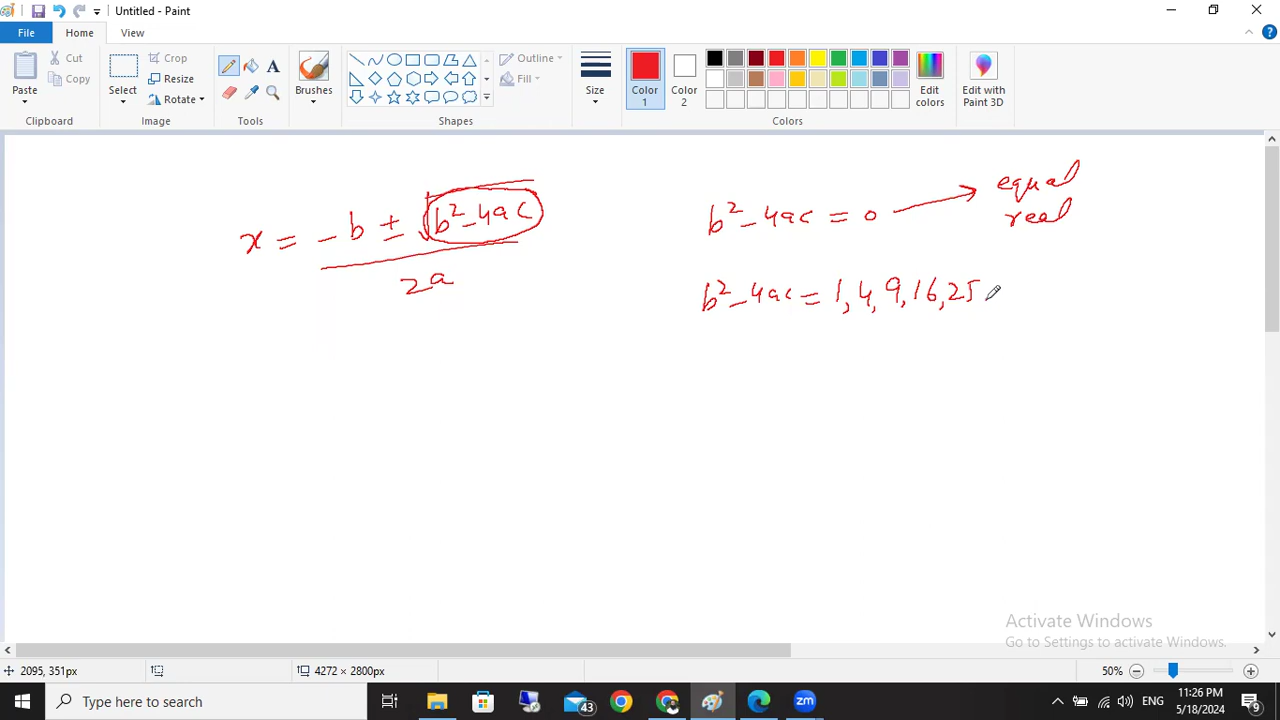 Untitled - Paint
File Home View
Paste
Cut
Copy
Clipboard
Select
Crop
Resize
Rotate
Image
A
Tools
Brushes
Outline
Fill
Shapes
Size
Color 1
Color 2
Edit colors
Colors
Edit with Paint 3D
x = -b ± √b²-4ac
2a
b²-4ac = 0 → equal
real
b²-4ac = 1,4,9,16,25
Activate Windows
Go to Settings to activate Windows.
2095, 351px
4272 × 2800px
50%
Type here to search
43
zm
ENG
11:26 PM
5/18/2024
9